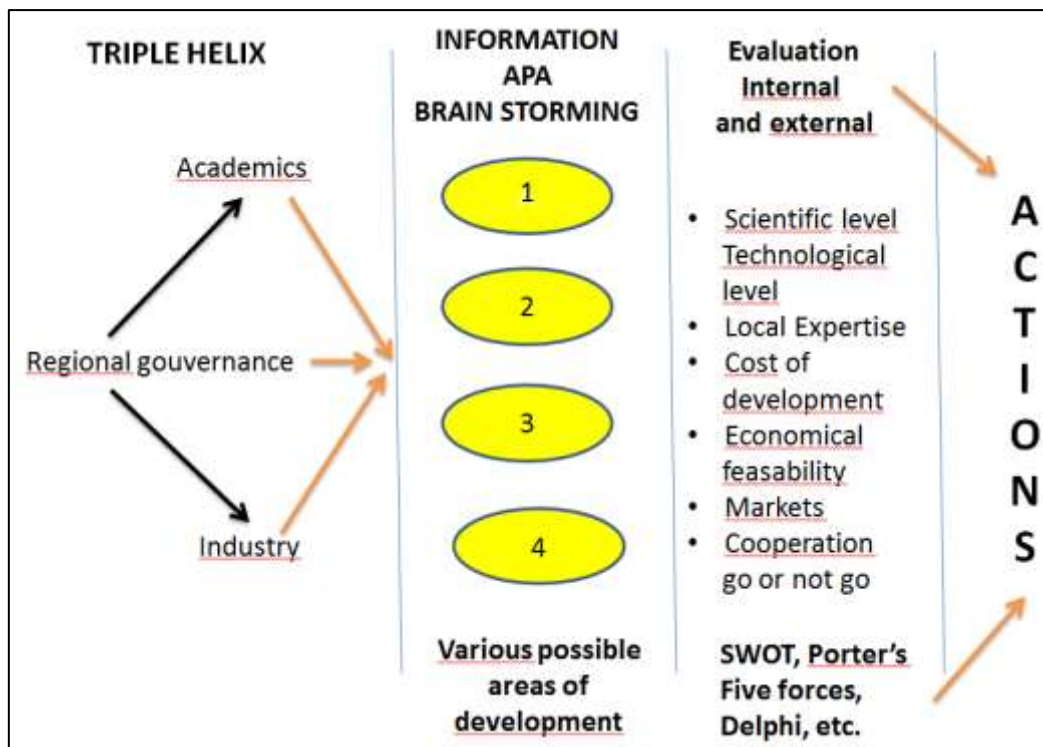 TRIPLE HELIX
Academics
Regional gouvernance
Industry
INFORMATION
APA
BRAIN STORMING
1
2
3
4
Various possible
areas of
development
Evaluation
Internal
and external
• Scientific level
Technological
level
• Local Expertise
• Cost of
development
• Economical
feasability
• Markets
• Cooperation
go or not go
SWOT, Porter's
Five forces,
Delphi, etc.
A
C
T
I
O
N
S